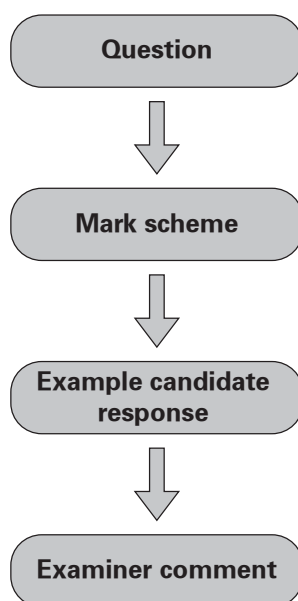 Question
Mark scheme
Example candidate
response
Examiner comment